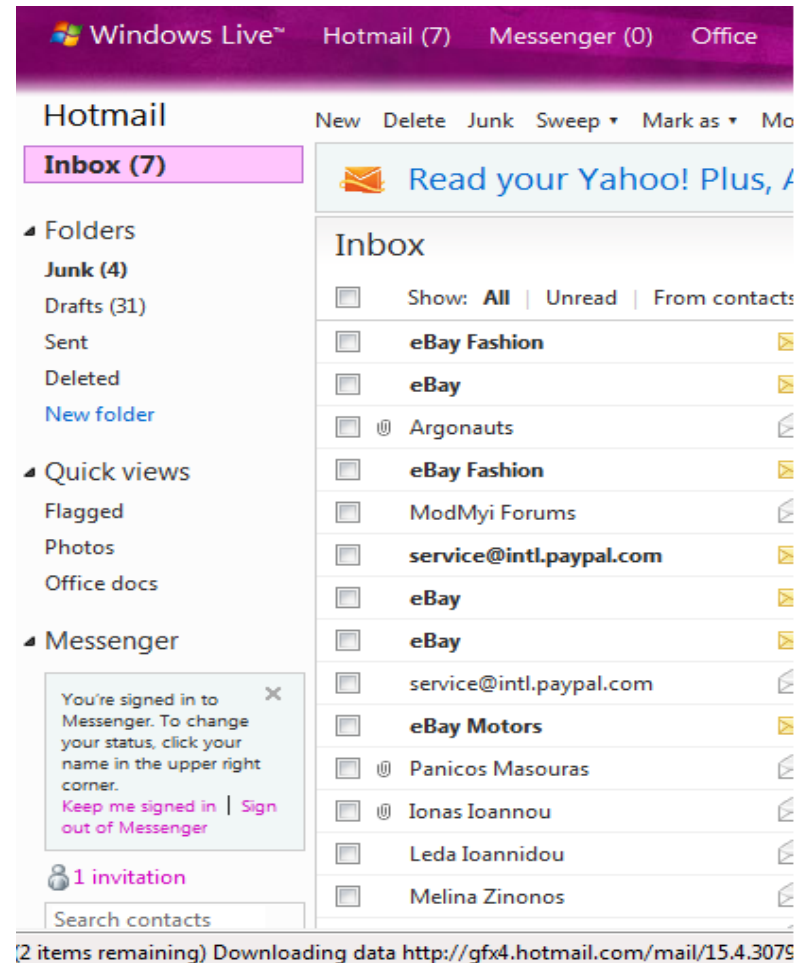 Windows Live™ Hotmail (7) Messenger (0) Office
Hotmail
New Delete Junk Sweep Mark as Mo
Inbox (7)
Read your Yahoo! Plus, A
Folders
Junk (4)
Drafts (31)
Sent
Deleted
New folder
Quick views
Flagged
Photos
Office docs
Messenger
You're signed in to
Messenger. To change
your status, click your
name in the upper right
corner.
Keep me signed in | Sign
out of Messenger
1 invitation
Search contacts
Inbox
Show: All | Unread | From contacts
eBay Fashion
eBay
Argonauts
eBay Fashion
ModMyi Forums
service@intl.paypal.com
eBay
eBay
service@intl.paypal.com
eBay Motors
Panicos Masouras
Ionas Ioannou
Leda Ioannidou
Melina Zinonos
(2 items remaining) Downloading data http://gfx4.hotmail.com/mail/15.4.3079